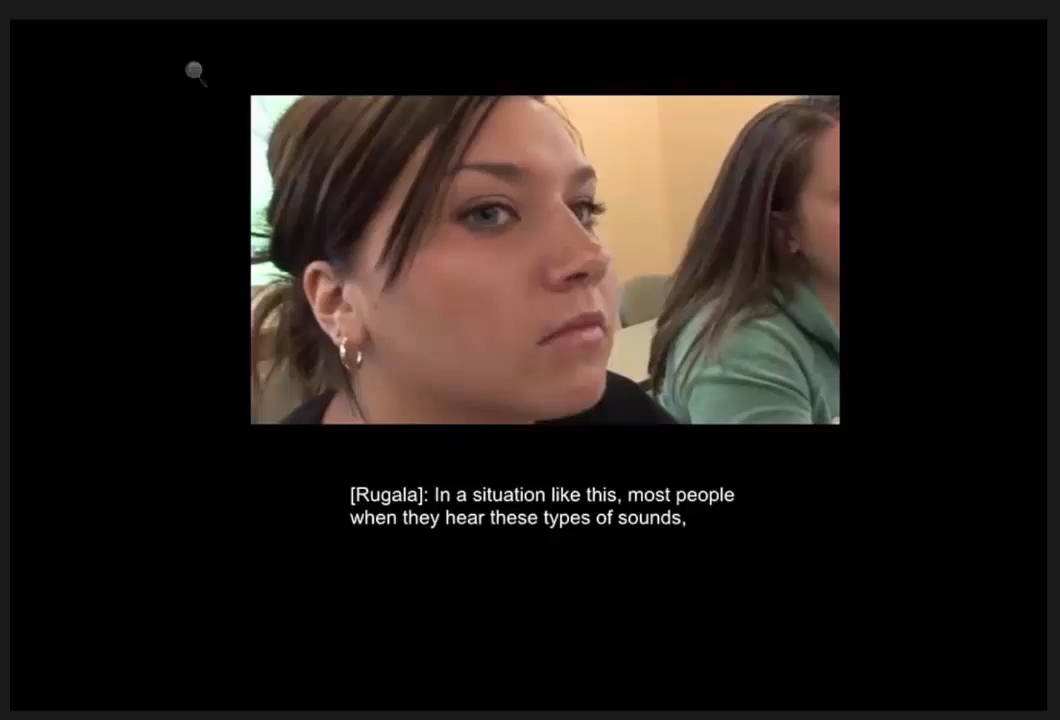 [Rugala]: In a situation like this, most people
when they hear these types of sounds,